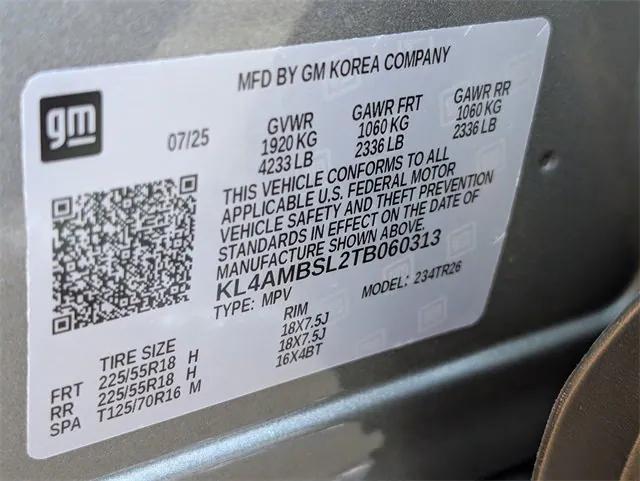 MFD BY GM KOREA COMPANY
gm
07/25
GVWR
1920 KG
4233 LB
GAWR FRT
1060 KG
2336 LB
GAWR RR
1060 KG
2336 LB
THIS VEHICLE CONFORMS TO ALL
APPLICABLE U.S. FEDERAL MOTOR
VEHICLE SAFETY AND THEFT PREVENTION
STANDARDS IN EFFECT ON THE DATE OF
MANUFACTURE SHOWN ABOVE.
KL4AMBSL2TB060313
TYPE: MPV MODEL: 234TR26
TIRE SIZE RIM
FRT 225/55R18 H 18X7.5J
RR 225/55R18 H 18X7.5J
SPA T125/70R16 M 16X4BT